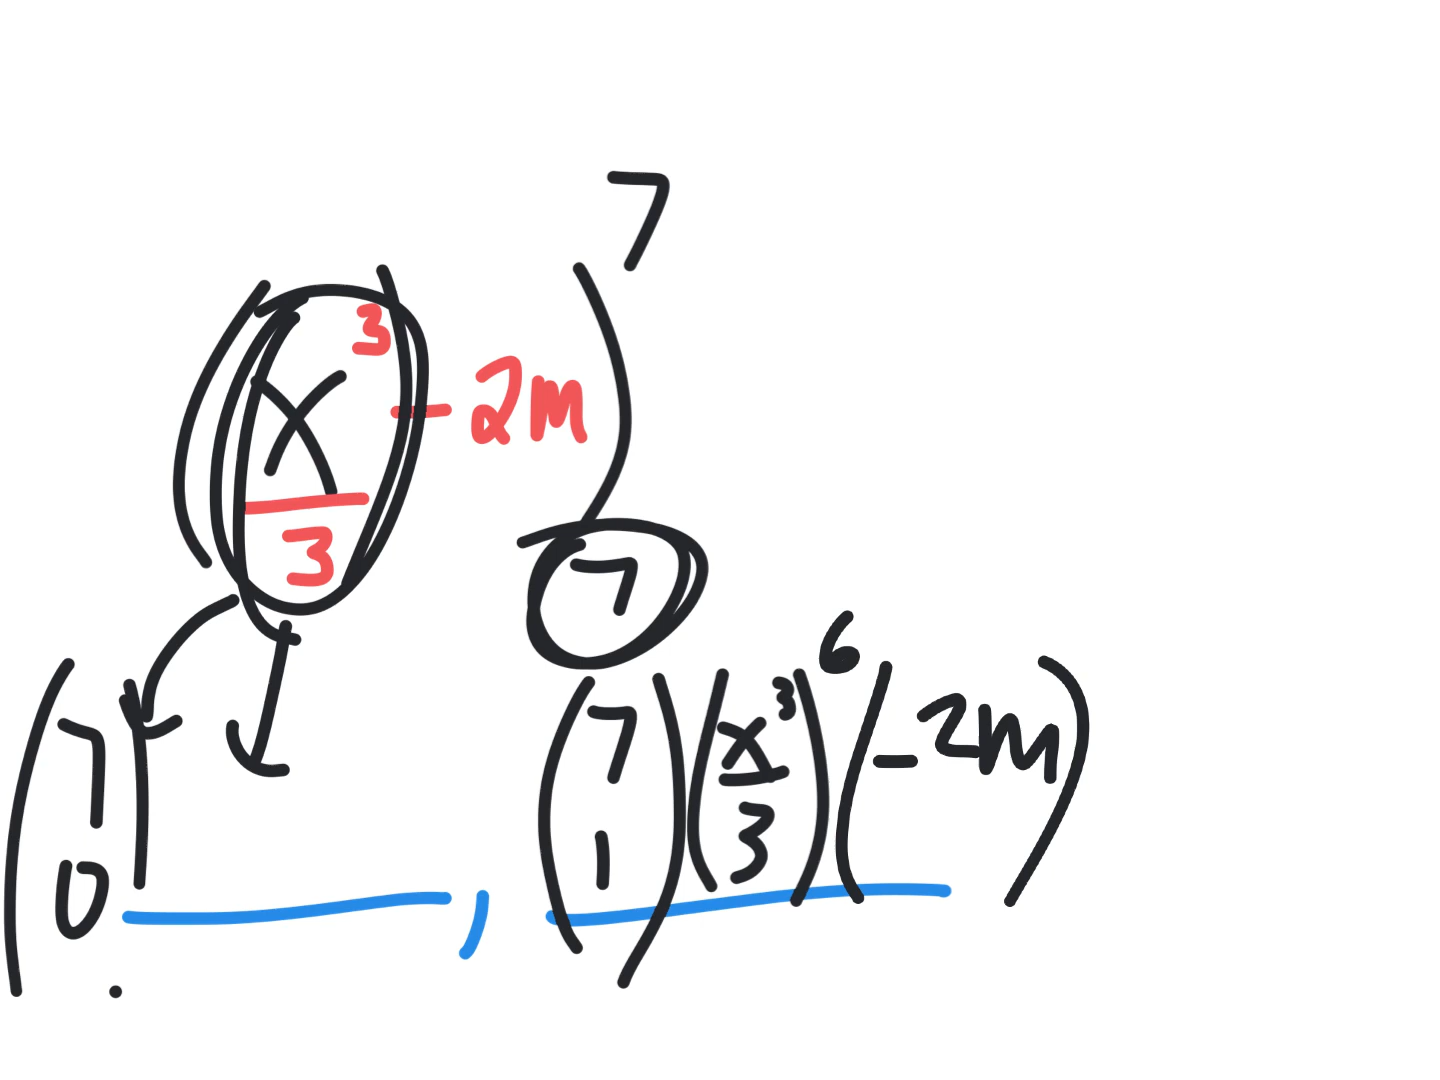 (x³/3 - 2m)⁷
7
(7 0) , (7 1)(x³/3)⁶(-2m)